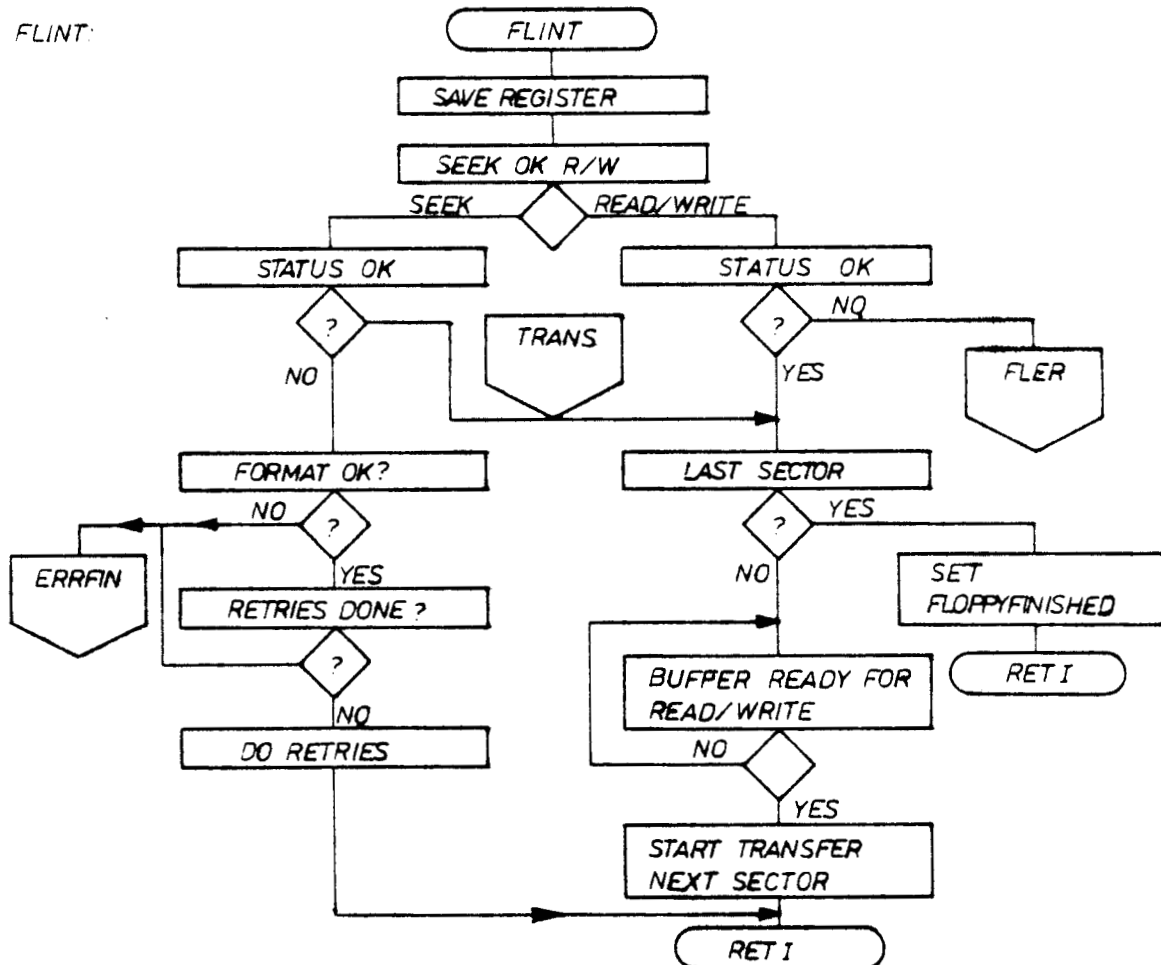 FLINT:
FLINT
SAVE REGISTER
SEEK OK R/W
SEEK
READ/WRITE
STATUS OK
STATUS OK
?
TRANS
?
NO
NO
YES
FLER
FORMAT OK?
LAST SECTOR
NO
?
?
YES
ERRFIN
YES
NO
SET
FLOPPYFINISHED
RETRIES DONE?
?
RET I
BUFPER READY FOR
READ/WRITE
NO
NO
DO RETRIES
YES
START TRANSFER
NEXT SECTOR
RET I